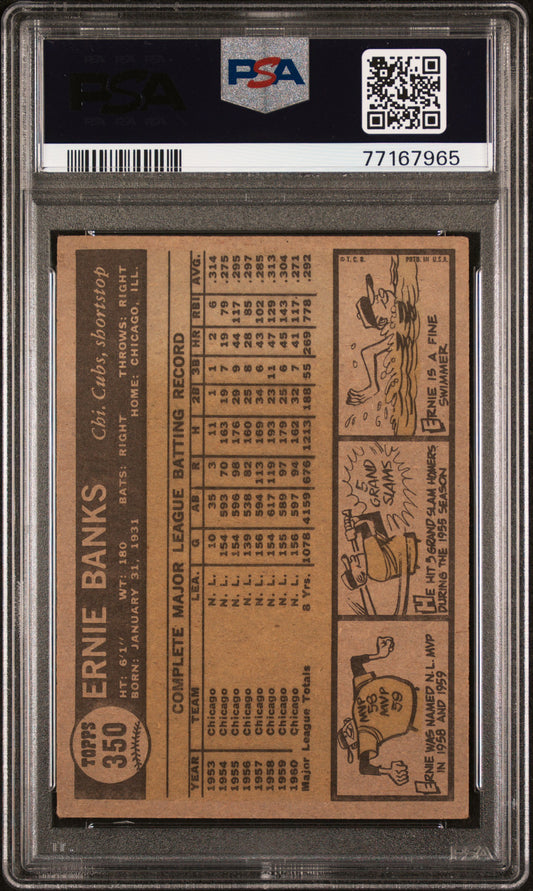 PSA
PSA
77167965
TOPPS
350
ERNIE BANKS Chi. Cubs, shortstop
HT: 6'1" WT: 180 BATS: RIGHT THROWS: RIGHT
BORN: JANUARY 31, 1931 HOME: CHICAGO, ILL.
COMPLETE MAJOR LEAGUE BATTING RECORD
YEAR TEAM LEA. G AB R H 2B 3B HR RBI AVG.
1953 Chicago N. L. 10 35 3 11 1 1 2 6 .314
1954 Chicago N. L. 154 593 70 163 19 7 19 79 .275
1955 Chicago N. L. 154 596 98 176 29 9 44 117 .295
1956 Chicago N. L. 139 538 82 160 25 8 28 85 .297
1957 Chicago N. L. 156 594 113 169 34 6 43 102 .285
1958 Chicago N. L. 154 617 119 193 23 11 47 129 .313
1959 Chicago N. L. 155 589 97 179 25 6 45 143 .304
1960 Chicago N. L. 156 597 94 162 32 7 41 117 .271
Major League Totals 8 Yrs. 1078 4159 676 1213 188 55 269 778 .292
MVP
58
MVP
59
ERNIE WAS NAMED N.L. MVP
IN 1958 AND 1959
5
GRAND
SLAMS
HE HIT 5 GRAND SLAM HOMERS
DURING THE 1955 SEASON
© T. C. G. PRTD. IN U.S.A.
ERNIE IS A FINE
SWIMMER.
PSA